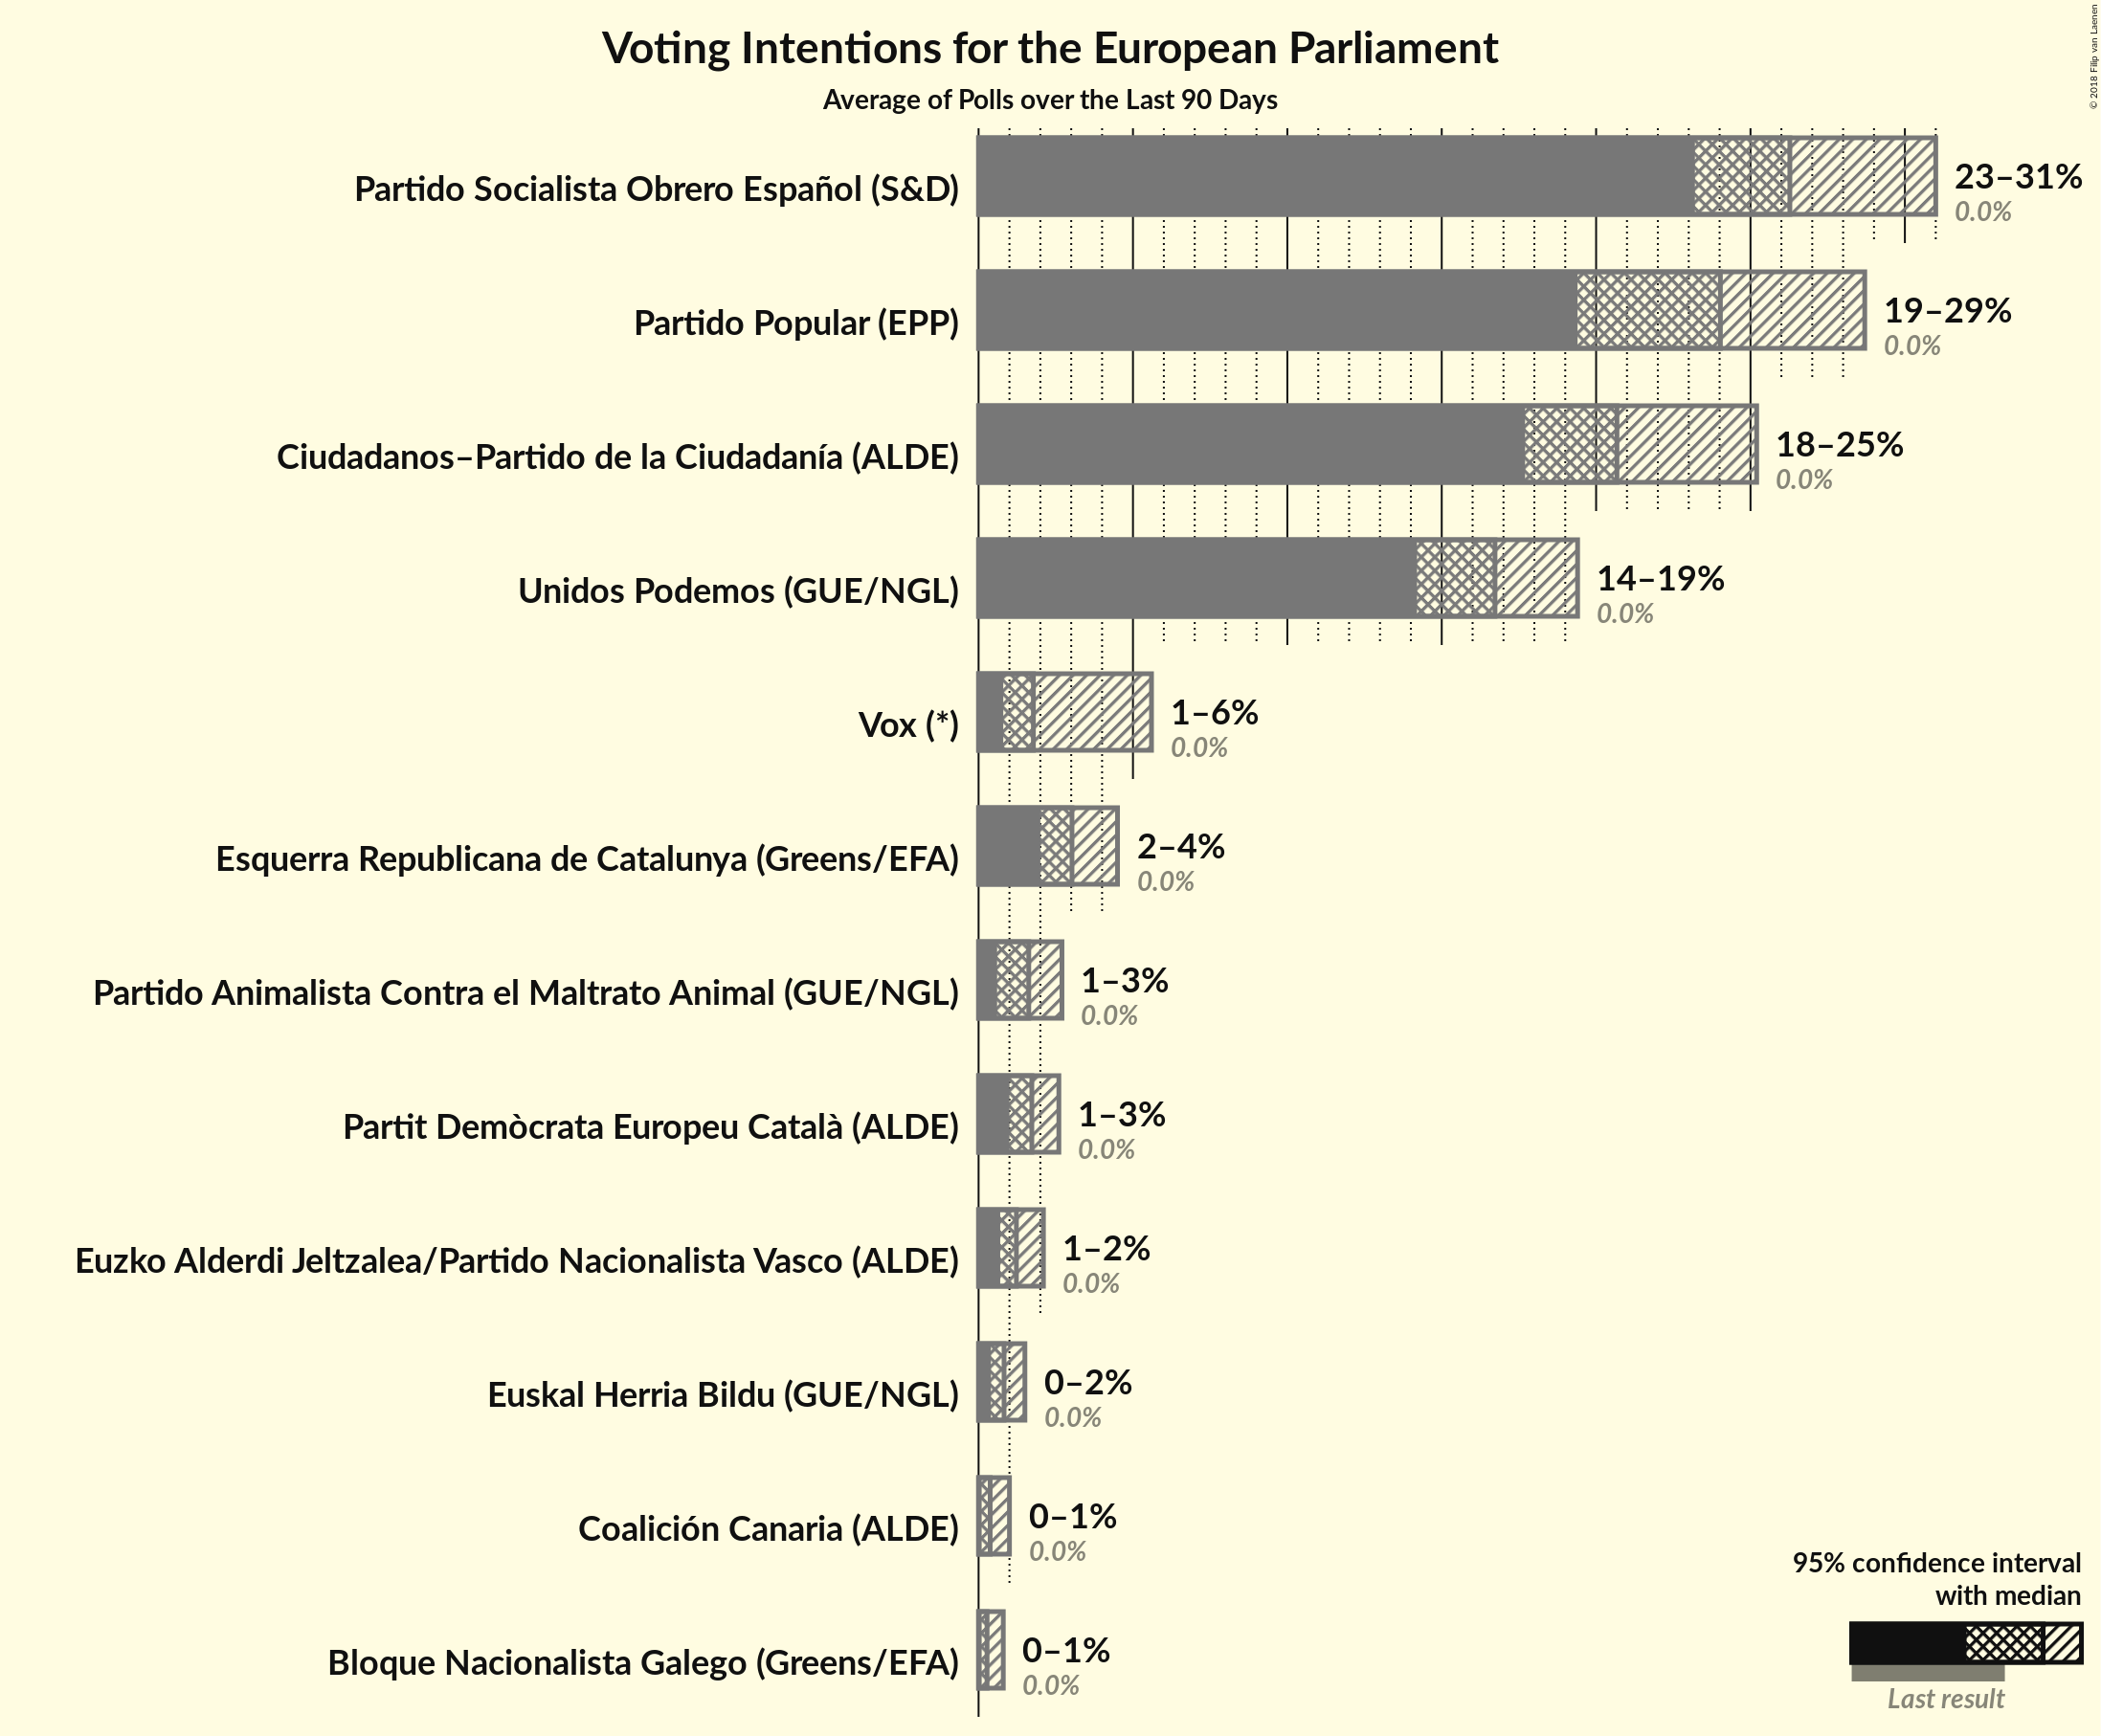 Voting Intentions for the European Parliament
Average of Polls over the Last 90 Days
© 2018 Filip van Laenen
Partido Socialista Obrero Español (S&D)
23–31%
0.0%
Partido Popular (EPP)
19–29%
0.0%
Ciudadanos–Partido de la Ciudadanía (ALDE)
18–25%
0.0%
Unidos Podemos (GUE/NGL)
14–19%
0.0%
Vox (*)
1–6%
0.0%
Esquerra Republicana de Catalunya (Greens/EFA)
2–4%
0.0%
Partido Animalista Contra el Maltrato Animal (GUE/NGL)
1–3%
0.0%
Partit Demòcrata Europeu Català (ALDE)
1–3%
0.0%
Euzko Alderdi Jeltzalea/Partido Nacionalista Vasco (ALDE)
1–2%
0.0%
Euskal Herria Bildu (GUE/NGL)
0–2%
0.0%
Coalición Canaria (ALDE)
0–1%
0.0%
Bloque Nacionalista Galego (Greens/EFA)
0–1%
0.0%
95% confidence interval
with median
Last result